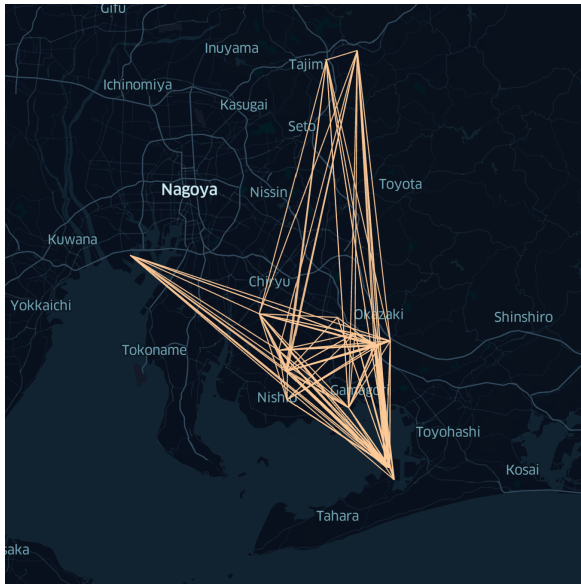 Gifu
Inuyama
Tajimi
Ichinomiya
Kasugai
Seto
Nagoya
Nissin
Toyota
Kuwana
Chiryu
Yokkaichi
Okazaki
Shinshiro
Tokoname
Nishio
Gamagori
Toyohashi
Kosai
Tahara
saka